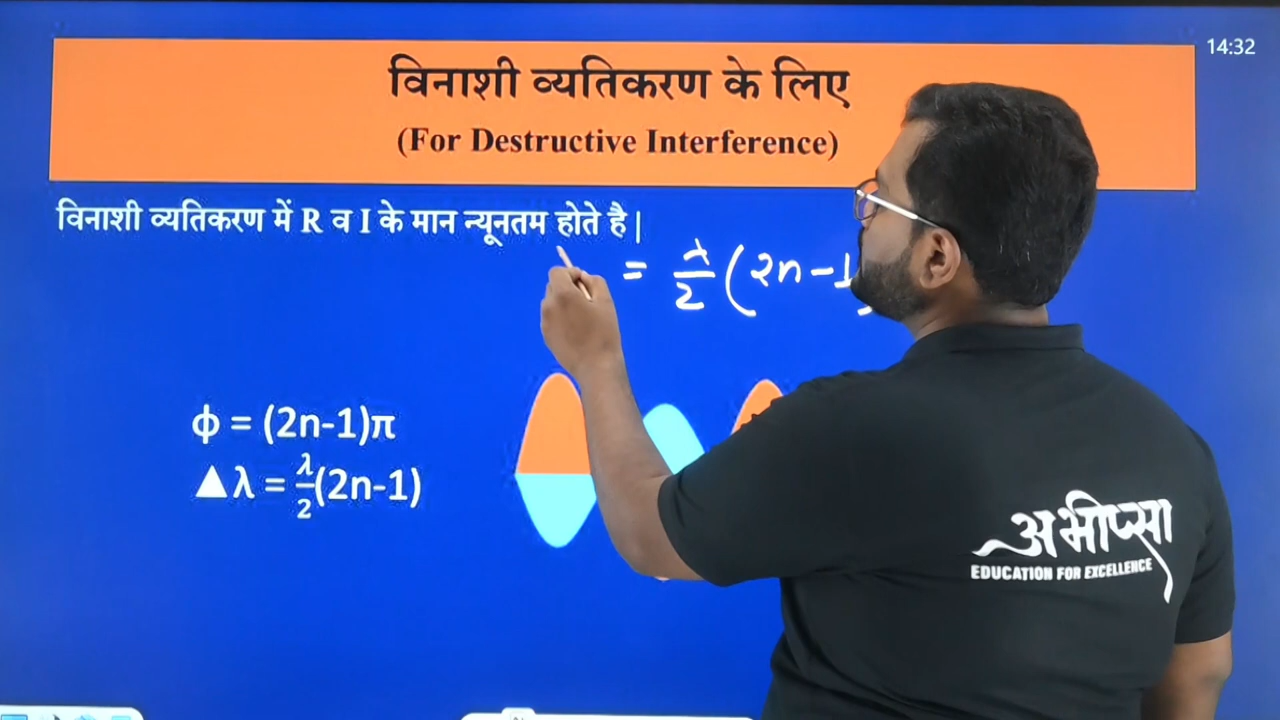 14:32
विनाशी व्यतिकरण के लिए
(For Destructive Interference)
विनाशी व्यतिकरण में R व I के मान न्यूनतम होते है |
= λ/2 (2n-1
ϕ = (2n-1)π
▲λ = λ/2(2n-1)
अभीप्सा
EDUCATION FOR EXCELLENCE